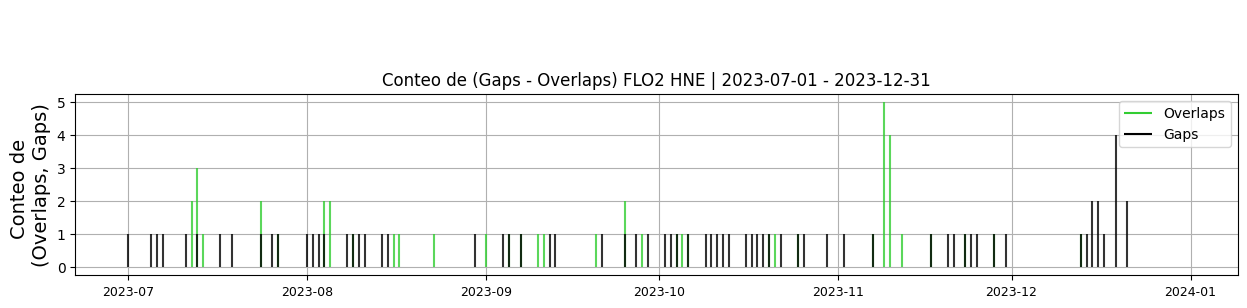 Conteo de (Gaps - Overlaps) FLO2 HNE | 2023-07-01 - 2023-12-31
Conteo de
(Overlaps, Gaps)
5
4
3
2
1
0
Overlaps
Gaps
2023-07
2023-08
2023-09
2023-10
2023-11
2023-12
2024-01